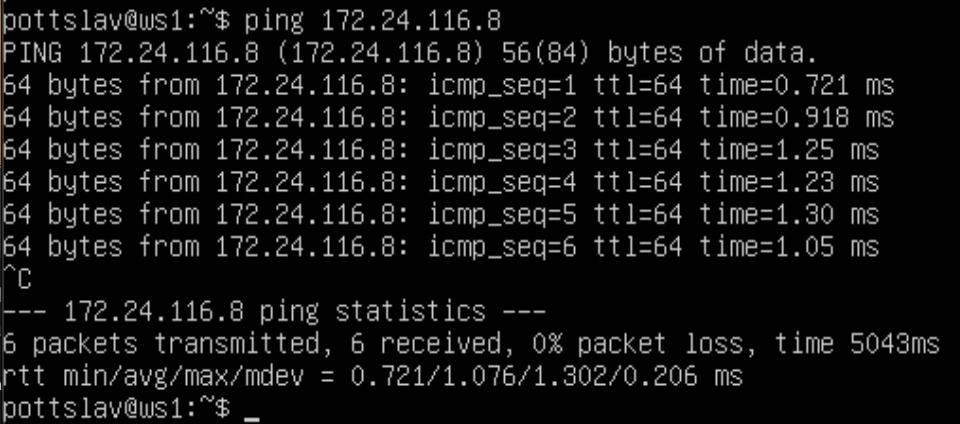 pottslav@ws1:~$ ping 172.24.116.8
PING 172.24.116.8 (172.24.116.8) 56(84) bytes of data.
64 bytes from 172.24.116.8: icmp_seq=1 ttl=64 time=0.721 ms
64 bytes from 172.24.116.8: icmp_seq=2 ttl=64 time=0.918 ms
64 bytes from 172.24.116.8: icmp_seq=3 ttl=64 time=1.25 ms
64 bytes from 172.24.116.8: icmp_seq=4 ttl=64 time=1.23 ms
64 bytes from 172.24.116.8: icmp_seq=5 ttl=64 time=1.30 ms
64 bytes from 172.24.116.8: icmp_seq=6 ttl=64 time=1.05 ms
^C
--- 172.24.116.8 ping statistics ---
6 packets transmitted, 6 received, 0% packet loss, time 5043ms
rtt min/avg/max/mdev = 0.721/1.076/1.302/0.206 ms
pottslav@ws1:~$ _